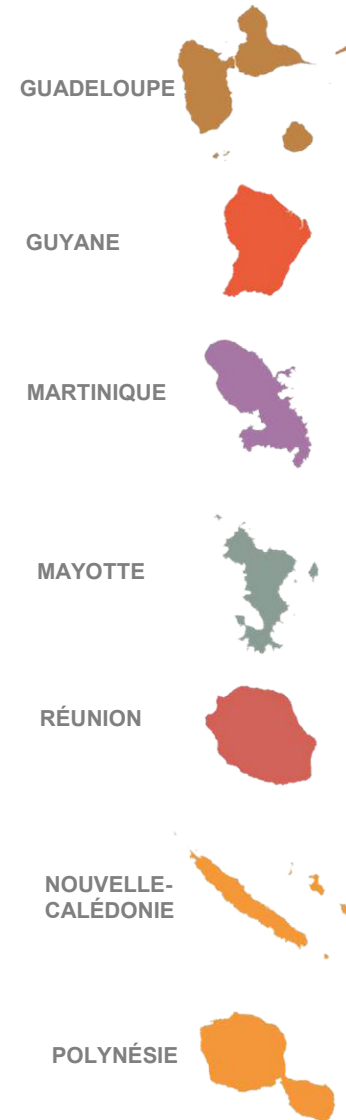 GUADELOUPE
GUYANE
MARTINIQUE
MAYOTTE
RÉUNION
NOUVELLE-
CALÉDONIE
POLYNÉSIE